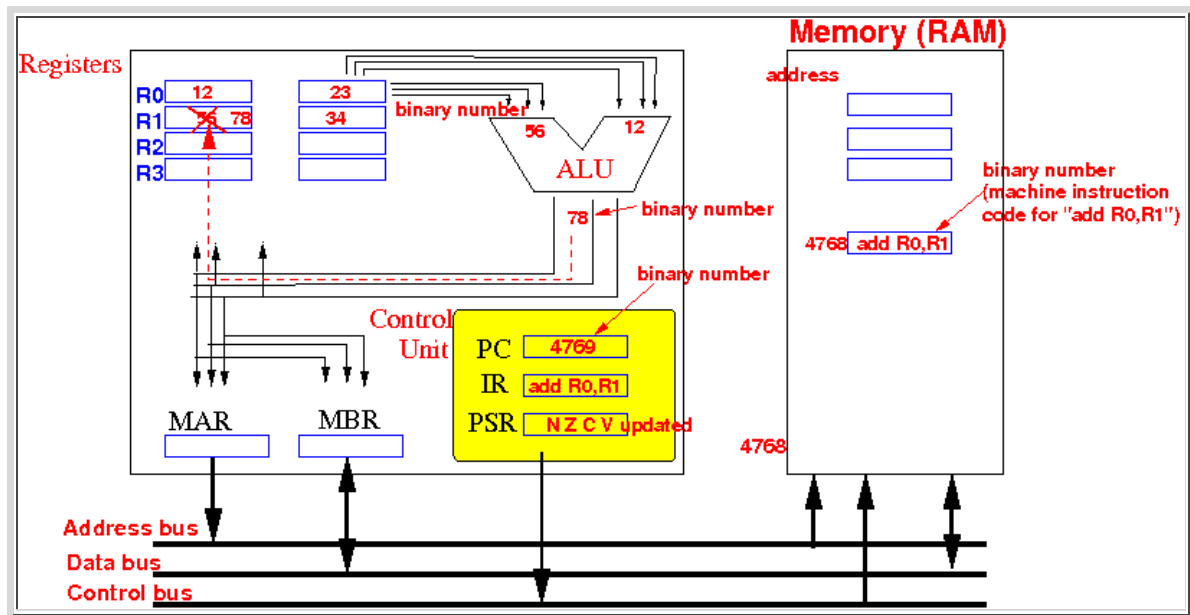 Memory (RAM)
Registers
address
R0 12 23
binary number
R1 56 78 34
56 12
R2
R3
ALU
binary number
(machine instruction
code for "add R0,R1")
78 binary number
4768 add R0,R1
binary number
Control
Unit
PC 4769
IR add R0,R1
PSR N Z C V updated
MAR MBR
4768
Address bus
Data bus
Control bus